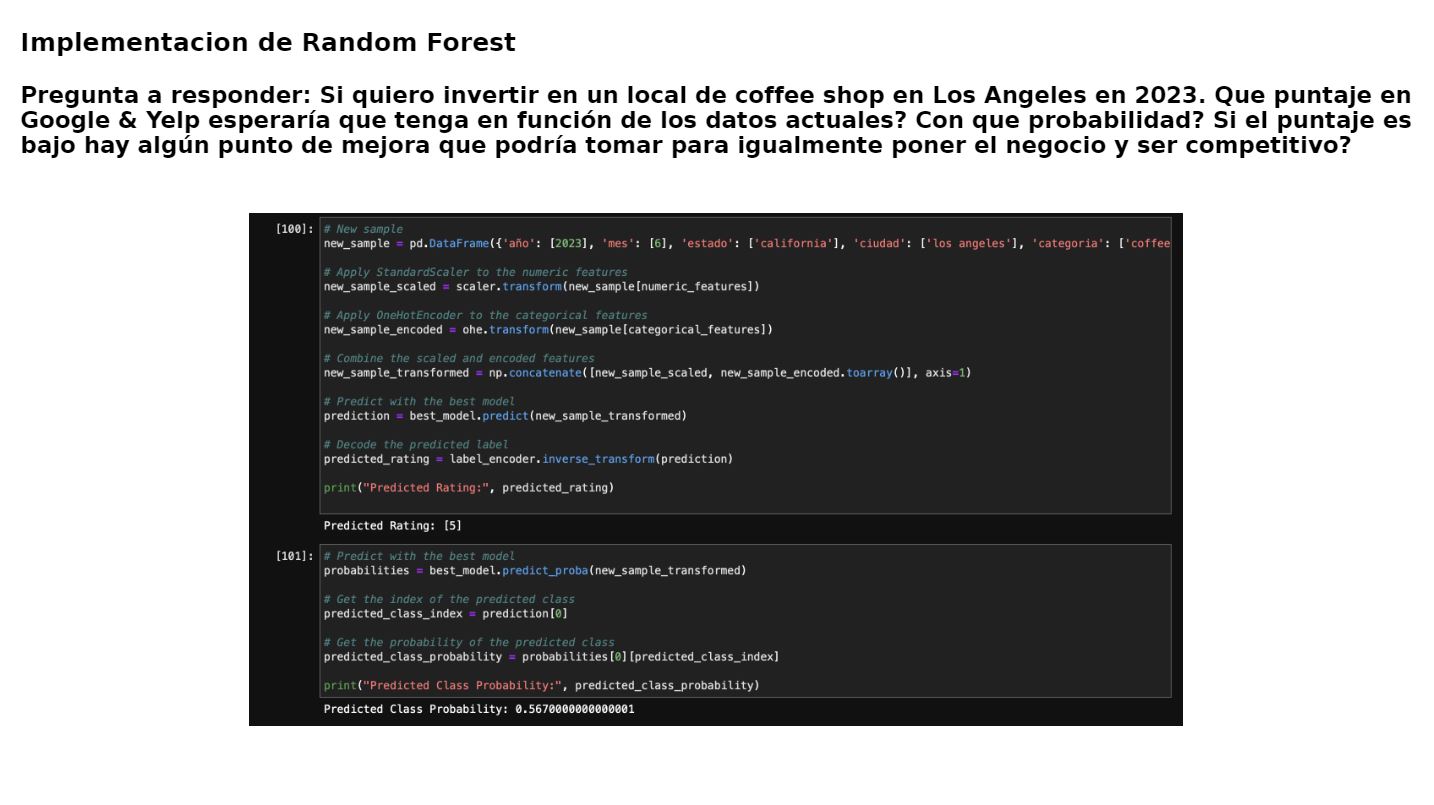 Implementacion de Random Forest
Pregunta a responder: Si quiero invertir en un local de coffee shop en Los Angeles en 2023. Que puntaje en
Google & Yelp esperaría que tenga en función de los datos actuales? Con que probabilidad? Si el puntaje es
bajo hay algún punto de mejora que podría tomar para igualmente poner el negocio y ser competitivo?
[100]: # New sample
new_sample = pd.DataFrame({'año': [2023], 'mes': [6], 'estado': ['california'], 'ciudad': ['los angeles'], 'categoria': ['coffee
# Apply StandardScaler to the numeric features
new_sample_scaled = scaler.transform(new_sample[numeric_features])
# Apply OneHotEncoder to the categorical features
new_sample_encoded = ohe.transform(new_sample[categorical_features])
# Combine the scaled and encoded features
new_sample_transformed = np.concatenate([new_sample_scaled, new_sample_encoded.toarray()], axis=1)
# Predict with the best model
prediction = best_model.predict(new_sample_transformed)
# Decode the predicted label
predicted_rating = label_encoder.inverse_transform(prediction)
print("Predicted Rating:", predicted_rating)
Predicted Rating: [5]
[101]: # Predict with the best model
probabilities = best_model.predict_proba(new_sample_transformed)
# Get the index of the predicted class
predicted_class_index = prediction[0]
# Get the probability of the predicted class
predicted_class_probability = probabilities[0][predicted_class_index]
print("Predicted Class Probability:", predicted_class_probability)
Predicted Class Probability: 0.5670000000000001